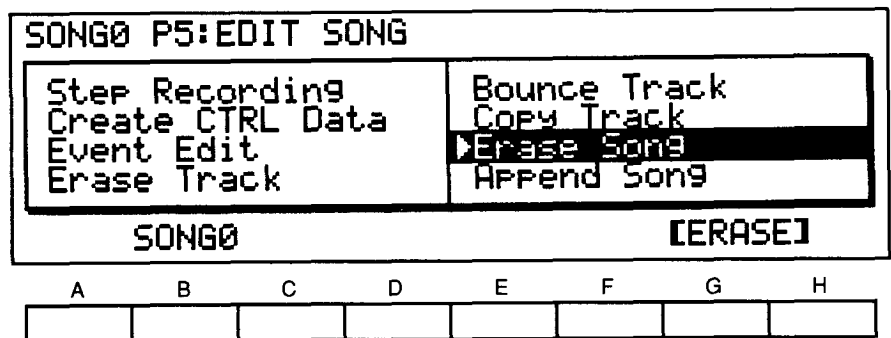 SONG0 P5:EDIT SONG
Step Recording
Create CTRL Data
Event Edit
Erase Track
Bounce Track
Copy Track
▶Erase Song
Append Song
SONG0 [ERASE]
A B C D E F G H